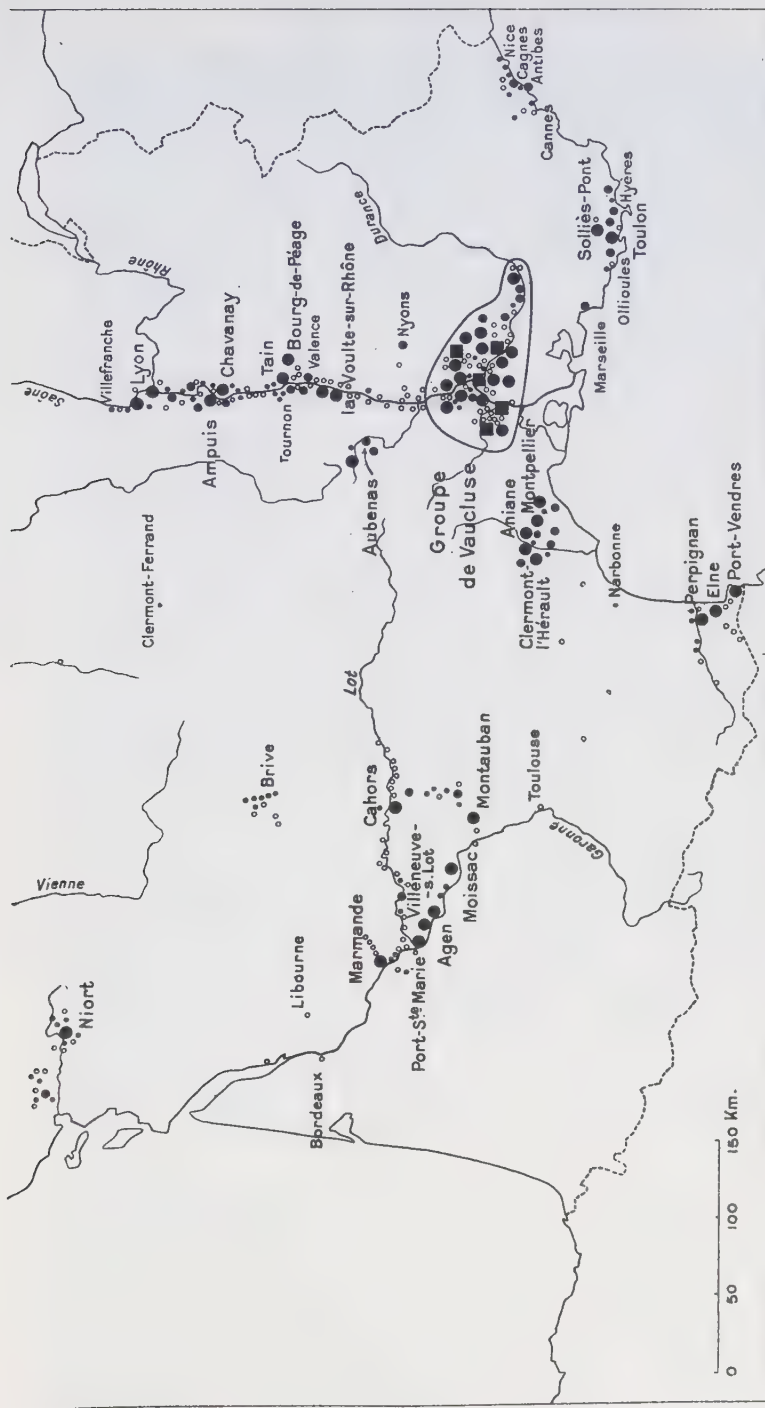 Saône
Rhône
Villefranche
Lyon
Ampuis
Chavanay
Tain
Tournon
Bourg-de-Péage
Valence
la Voulte-sur-Rhône
Nyons
Aubenas
Durance
Groupe
de Vaucluse
Nice
Cagnes
Antibes
Cannes
Solliès-Pont
Hyères
Toulon
Ollioules
Marseille
Aniane
Montpellier
Clermont-
l'Hérault
Narbonne
Perpignan
Elne
Port-Vendres
Clermont-Ferrand
Vienne
Brive
Lot
Cahors
Villeneuve-
s. Lot
Montauban
Toulouse
Garonne
Moissac
Agen
Port-Ste Marie
Marmande
Libourne
Bordeaux
Niort
0 50 100 150 Km.